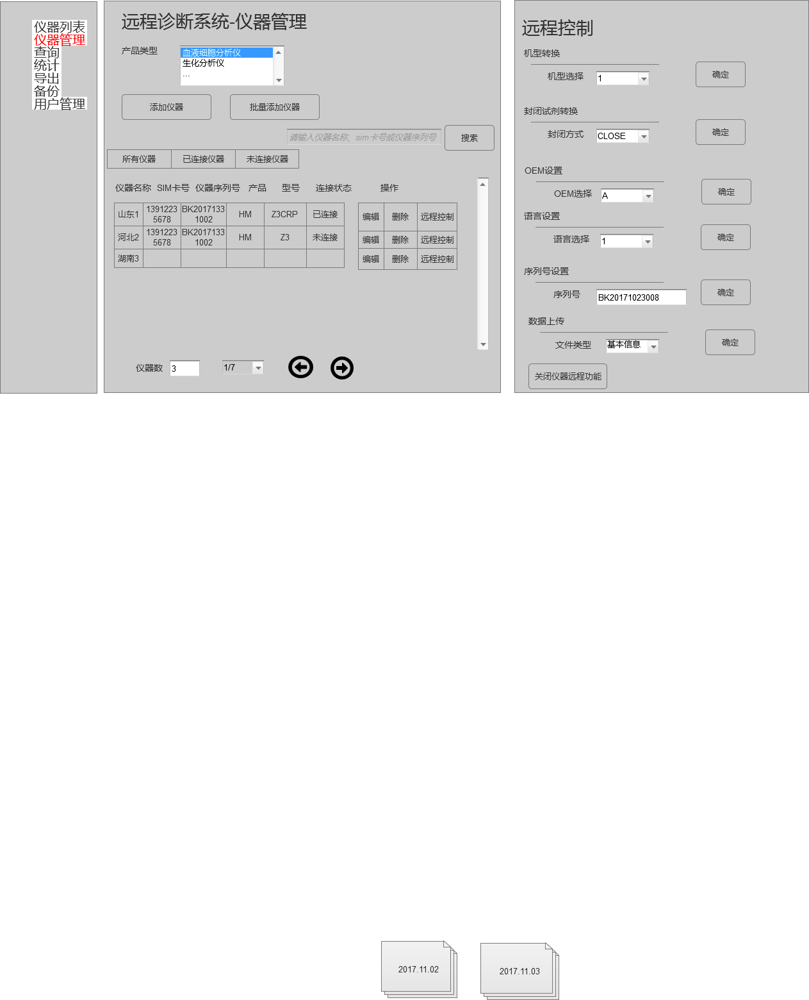 仪器列表
仪器管理
查询
统计
导出
备份
用户管理
远程诊断系统-仪器管理
产品类型
血液细胞分析仪
生化分析仪
...
添加仪器 批量添加仪器
请输入仪器名称、sim卡号或仪器序列号 搜索
所有仪器 已连接仪器 未连接仪器
仪器名称 SIM卡号 仪器序列号 产品 型号 连接状态 操作
山东1 1391223 5678 BK2017133 1002 HM Z3CRP 已连接 编辑 删除 远程控制
河北2 1391223 5678 BK2017133 1002 HM Z3 未连接 编辑 删除 远程控制
湖南3 编辑 删除 远程控制
仪器数 3 1/7
远程控制
机型转换
机型选择 1 确定
封闭试剂转换
封闭方式 CLOSE 确定
OEM设置
OEM选择 A 确定
语言设置
语言选择 1 确定
序列号设置
序列号 BK20171023008 确定
数据上传
文件类型 基本信息 确定
关闭仪器远程功能
2017.11.02
2017.11.03